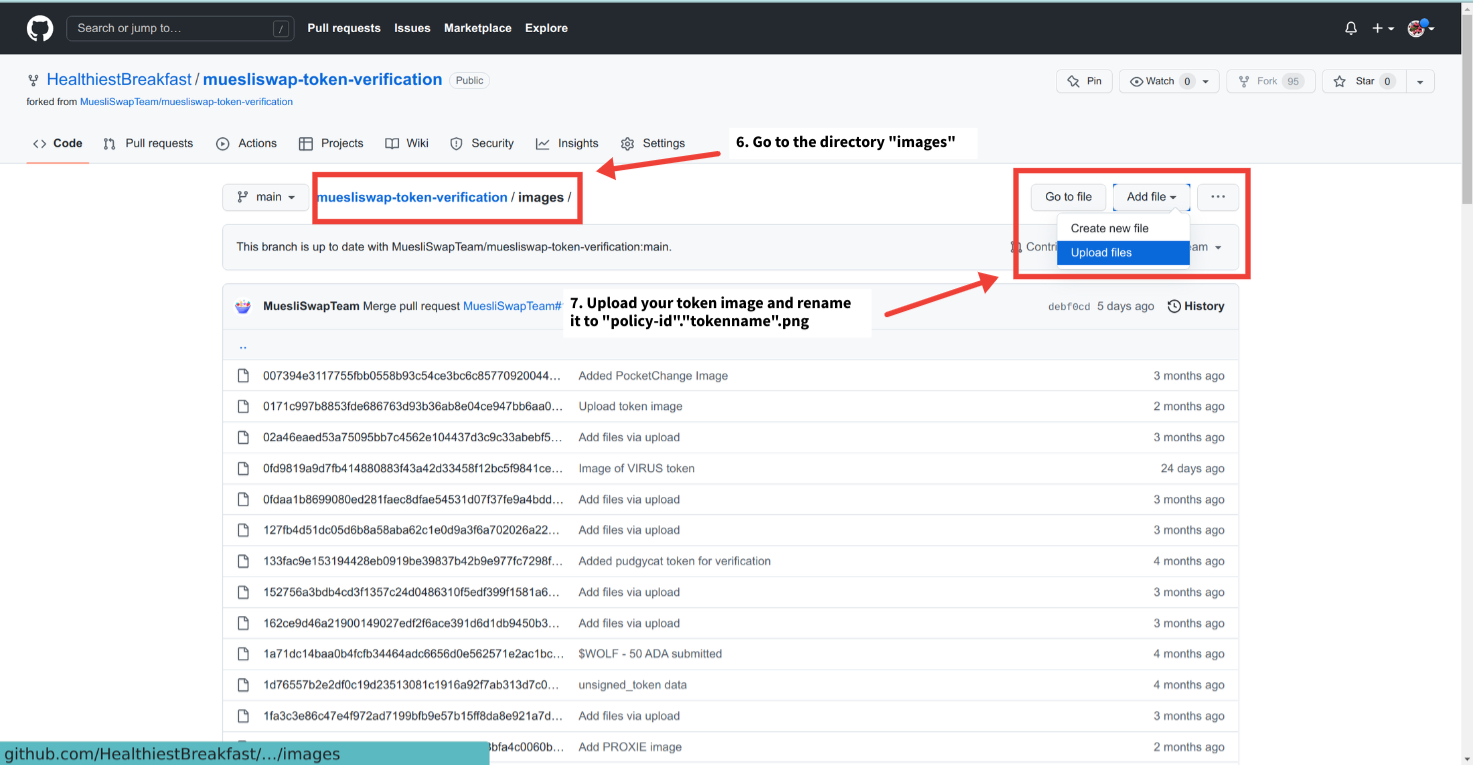 Search or jump to… /
Pull requests Issues Marketplace Explore
HealthiestBreakfast / muesliswap-token-verification Public
Pin Watch 0 Fork 95 Star 0
forked from MuesliSwapTeam/muesliswap-token-verification
Code Pull requests Actions Projects Wiki Security Insights Settings
6. Go to the directory "images"
main muesliswap-token-verification / images /
Go to file Add file ...
Create new file
This branch is up to date with MuesliSwapTeam/muesliswap-token-verification:main.
Upload files
7. Upload your token image and rename
it to "policy-id"."tokenname".png
MuesliSwapTeam Merge pull request MuesliSwapTeam# debf0cd 5 days ago History
..
007394e3117755fbb0558b93c54ce3bc6c85770920044... Added PocketChange Image 3 months ago
0171c997b8853fde686763d93b36ab8e04ce947bb6aa0... Upload token image 2 months ago
02a46eaed53a75095bb7c4562e104437d3c9c33abebf5... Add files via upload 3 months ago
0fd9819a9d7fb414880883f43a42d33458f12bc5f9841ce... Image of VIRUS token 24 days ago
0fdaa1b8699080ed281faec8dfae54531d07f37fe9a4bdd... Add files via upload 3 months ago
127fb4d51dc05d6b8a58aba62c1e0d9a3f6a702026a22... Add files via upload 3 months ago
133fac9e153194428eb0919be39837b42b9e977fc7298f... Added pudgycat token for verification 4 months ago
152756a3bdb4cd3f1357c24d0486310f5edf399f1581a6... Add files via upload 3 months ago
162ce9d46a21900149027edf2f6ace391d6d1db9450b3... Add files via upload 3 months ago
1a71dc14baa0b4fcfb34464adc6656d0e562571e2ac1bc... $WOLF - 50 ADA submitted 4 months ago
1d76557b2e2df0c19d23513081c1916a92f7ab313d7c0... unsigned_token data 4 months ago
1fa3c3e86c47e4f972ad7199bfb9e57b15ff8da8e921a7d... Add files via upload 3 months ago
bfa4c0060b... Add PROXIE image 2 months ago
github.com/HealthiestBreakfast/.../images